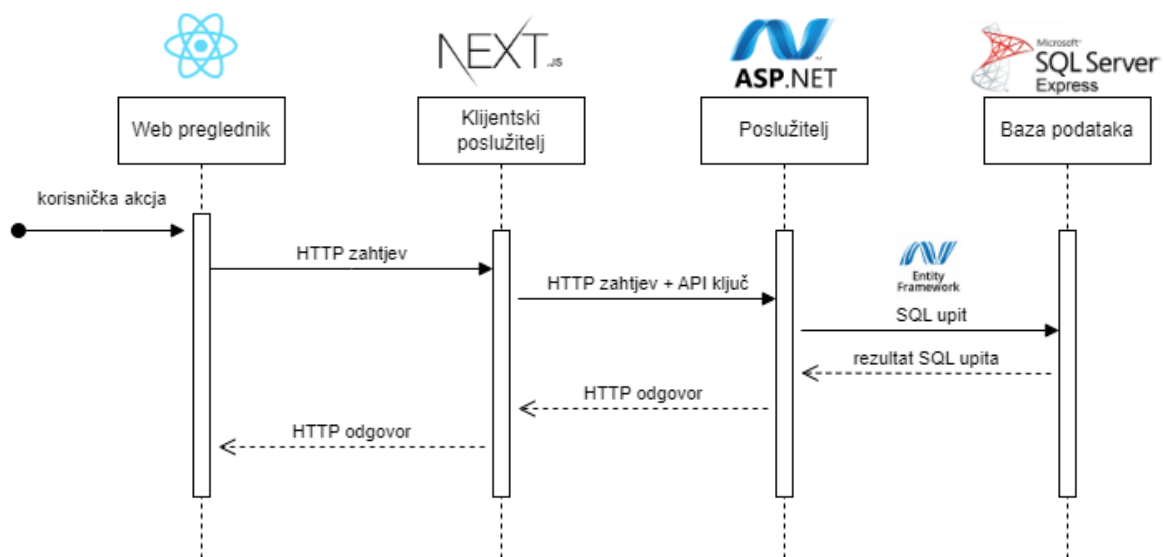 NEXT.JS
ASP.NET
Microsoft
SQL Server
Express
Web preglednik
Klijentski
poslužitelj
Poslužitelj
Baza podataka
korisnička akcja
HTTP zahtjev
HTTP zahtjev + API ključ
Entity
Framework
SQL upit
rezultat SQL upita
HTTP odgovor
HTTP odgovor